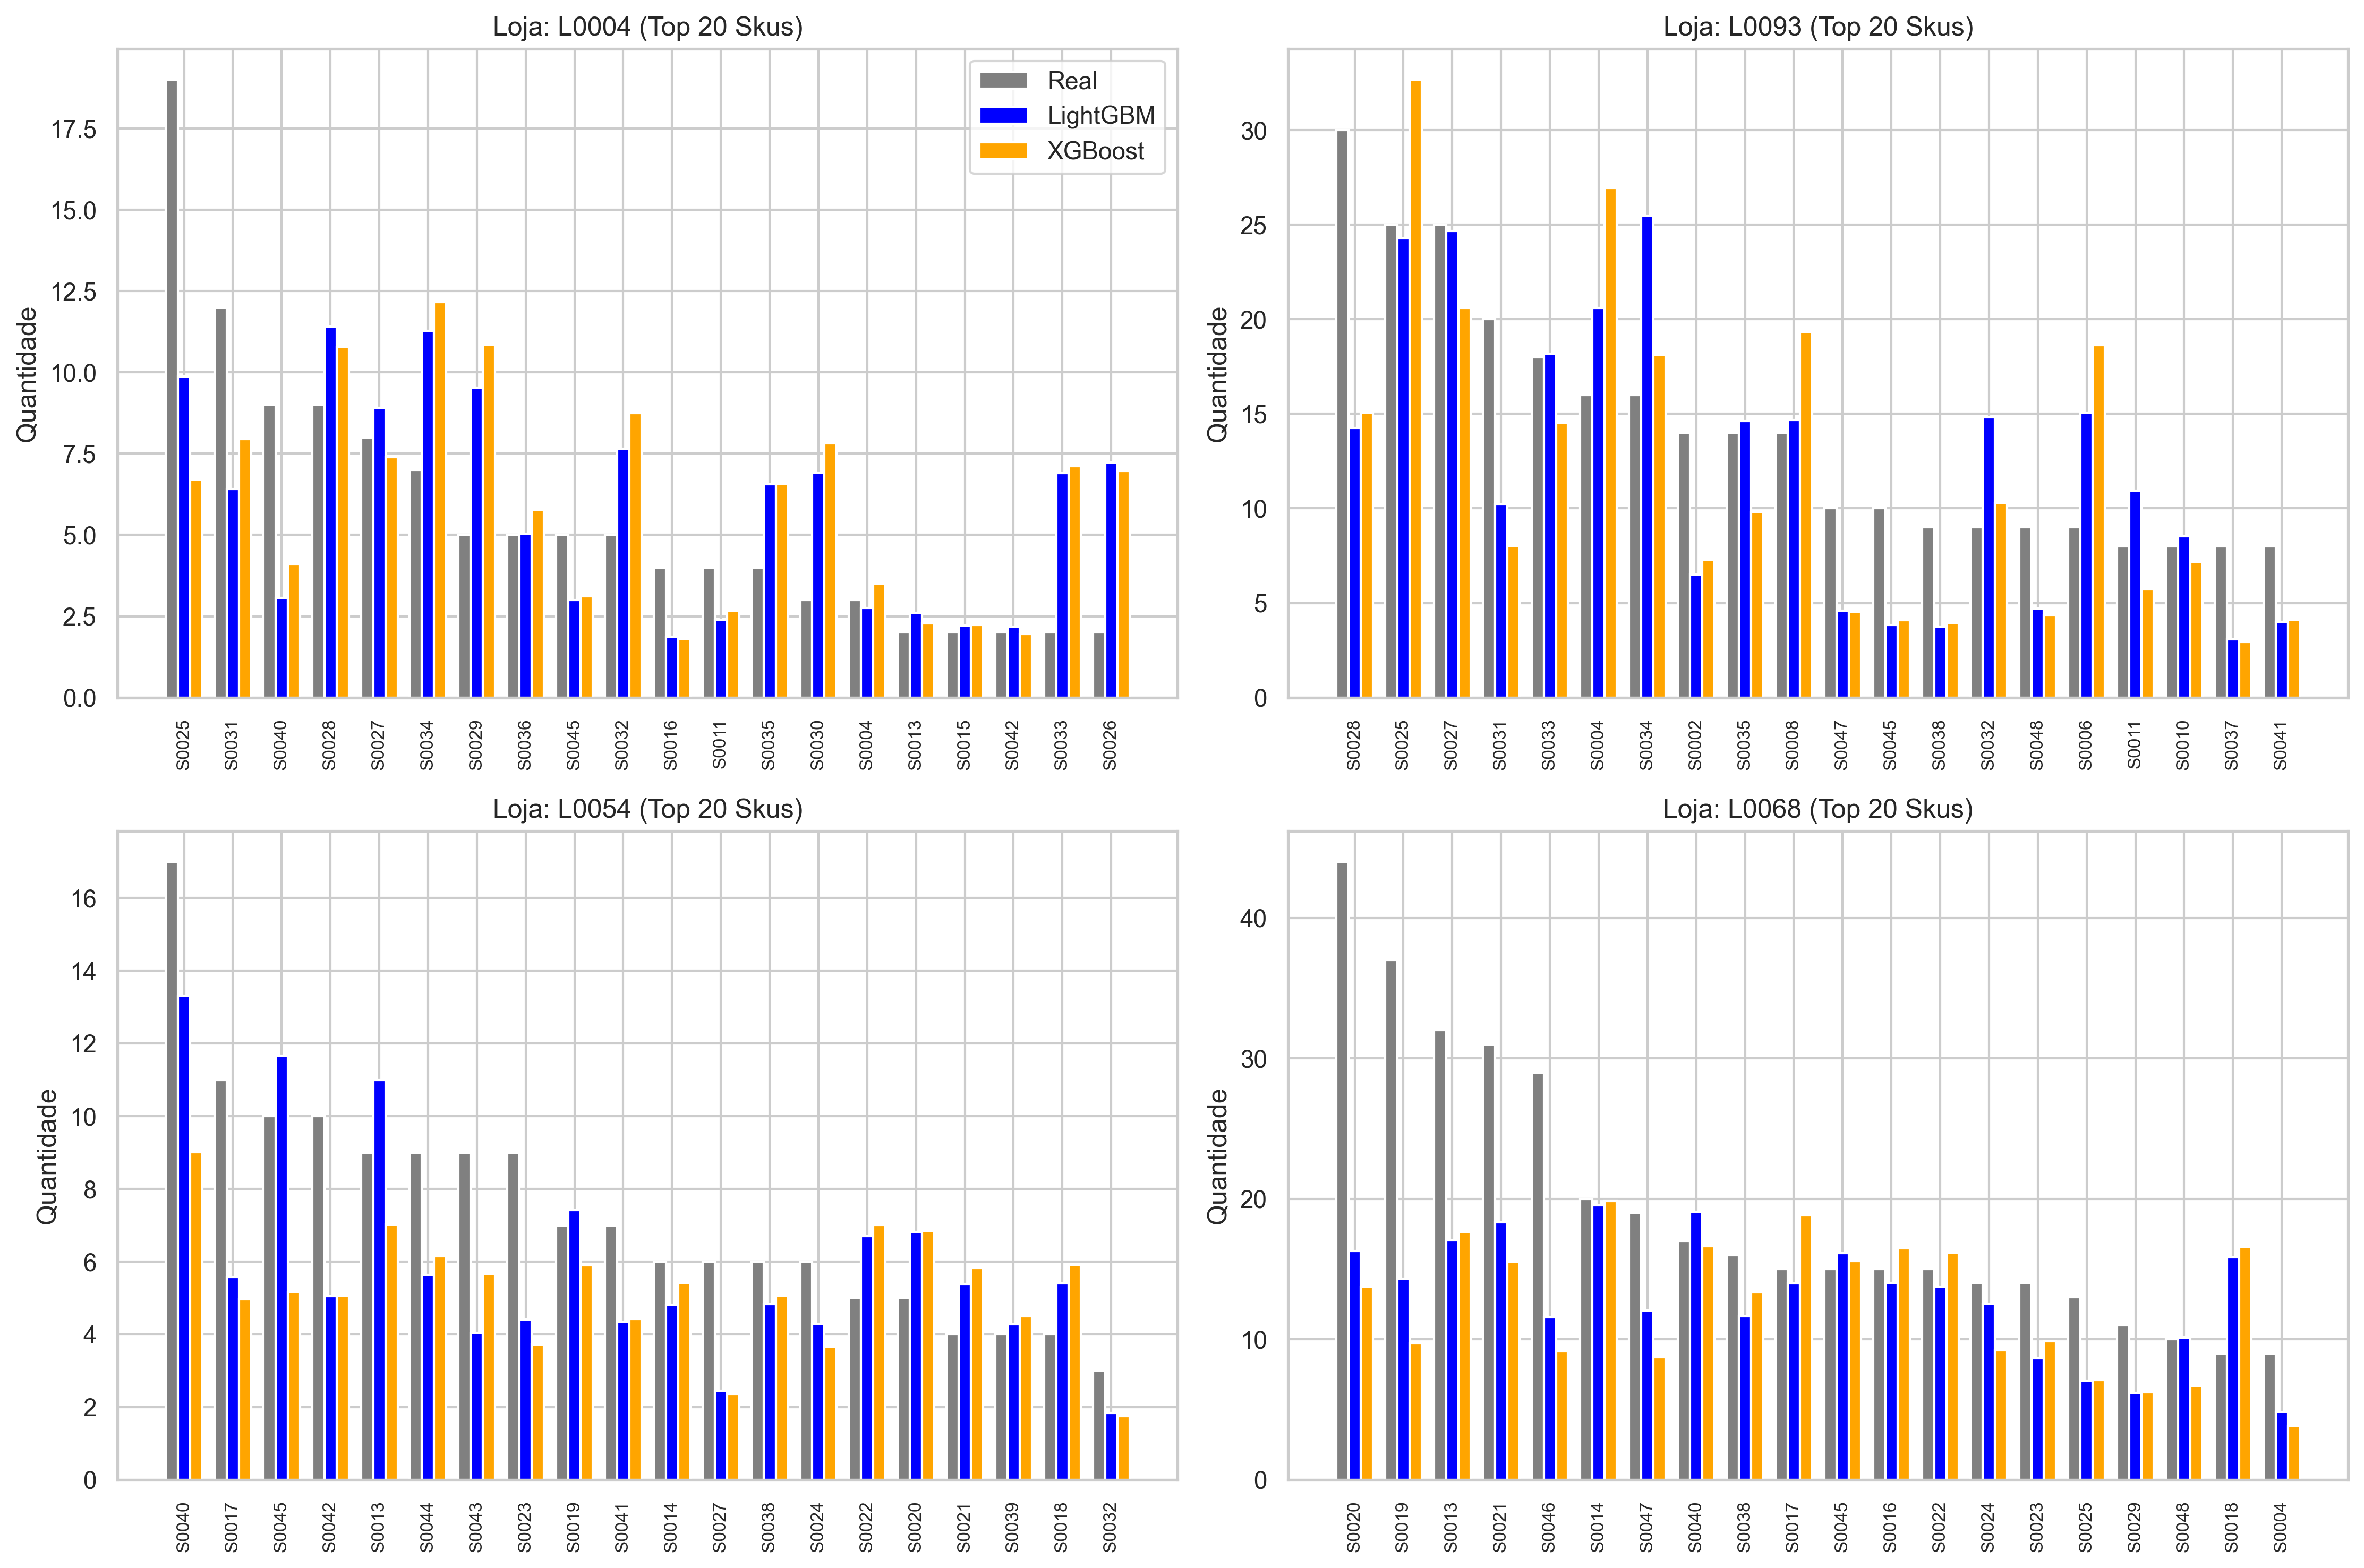 Loja: L0004 (Top 20 Skus)
Quantidade
17.5
15.0
12.5
10.0
7.5
5.0
2.5
0.0
Real
LightGBM
XGBoost
S0025 S0031 S0040 S0028 S0027 S0034 S0029 S0036 S0045 S0032 S0016 S0011 S0035 S0030 S0004 S0013 S0015 S0042 S0033 S0026
Loja: L0093 (Top 20 Skus)
Quantidade
30
25
20
15
10
5
0
S0028 S0025 S0027 S0031 S0033 S0004 S0034 S0002 S0035 S0008 S0047 S0045 S0038 S0032 S0048 S0006 S0011 S0010 S0037 S0041
Loja: L0054 (Top 20 Skus)
Quantidade
16
14
12
10
8
6
4
2
0
S0040 S0017 S0045 S0042 S0013 S0044 S0043 S0023 S0019 S0041 S0014 S0027 S0038 S0024 S0022 S0020 S0021 S0039 S0018 S0032
Loja: L0068 (Top 20 Skus)
Quantidade
40
30
20
10
0
S0020 S0019 S0013 S0021 S0046 S0014 S0047 S0040 S0038 S0017 S0045 S0016 S0022 S0024 S0023 S0025 S0029 S0048 S0018 S0004